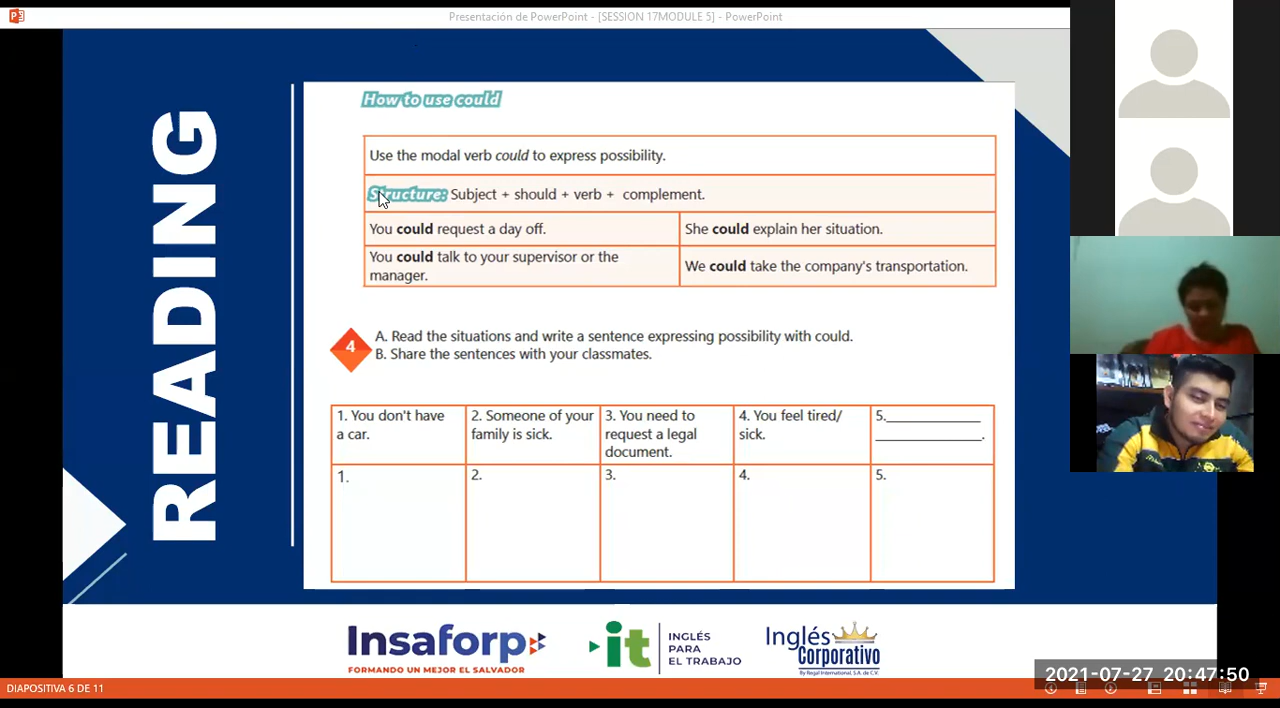 Presentación de PowerPoint - [SESSION 17MODULE 5] - PowerPoint
READING
How to use could
Use the modal verb could to express possibility.
Structure: Subject + should + verb + complement.
You could request a day off.
She could explain her situation.
You could talk to your supervisor or the
manager.
We could take the company's transportation.
4
A. Read the situations and write a sentence expressing possibility with could.
B. Share the sentences with your classmates.
1. You don't have
a car.
2. Someone of your
family is sick.
3. You need to
request a legal
document.
4. You feel tired/
sick.
5.____________
______________.
1.
2.
3.
4.
5.
Insaforp
FORMANDO UN MEJOR EL SALVADOR
it
INGLÉS
PARA
EL TRABAJO
Inglés
Corporativo
By Regal International, S.A. de C.V.
2021-07-27 20:47:50
DIAPOSITIVA 6 DE 11